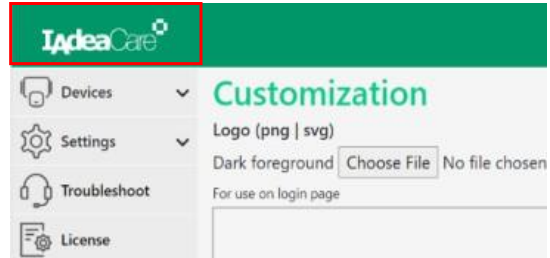 IAdeaCare
Devices
Settings
Troubleshoot
License
Customization
Logo (png | svg)
Dark foreground Choose File No file chosen
For use on login page